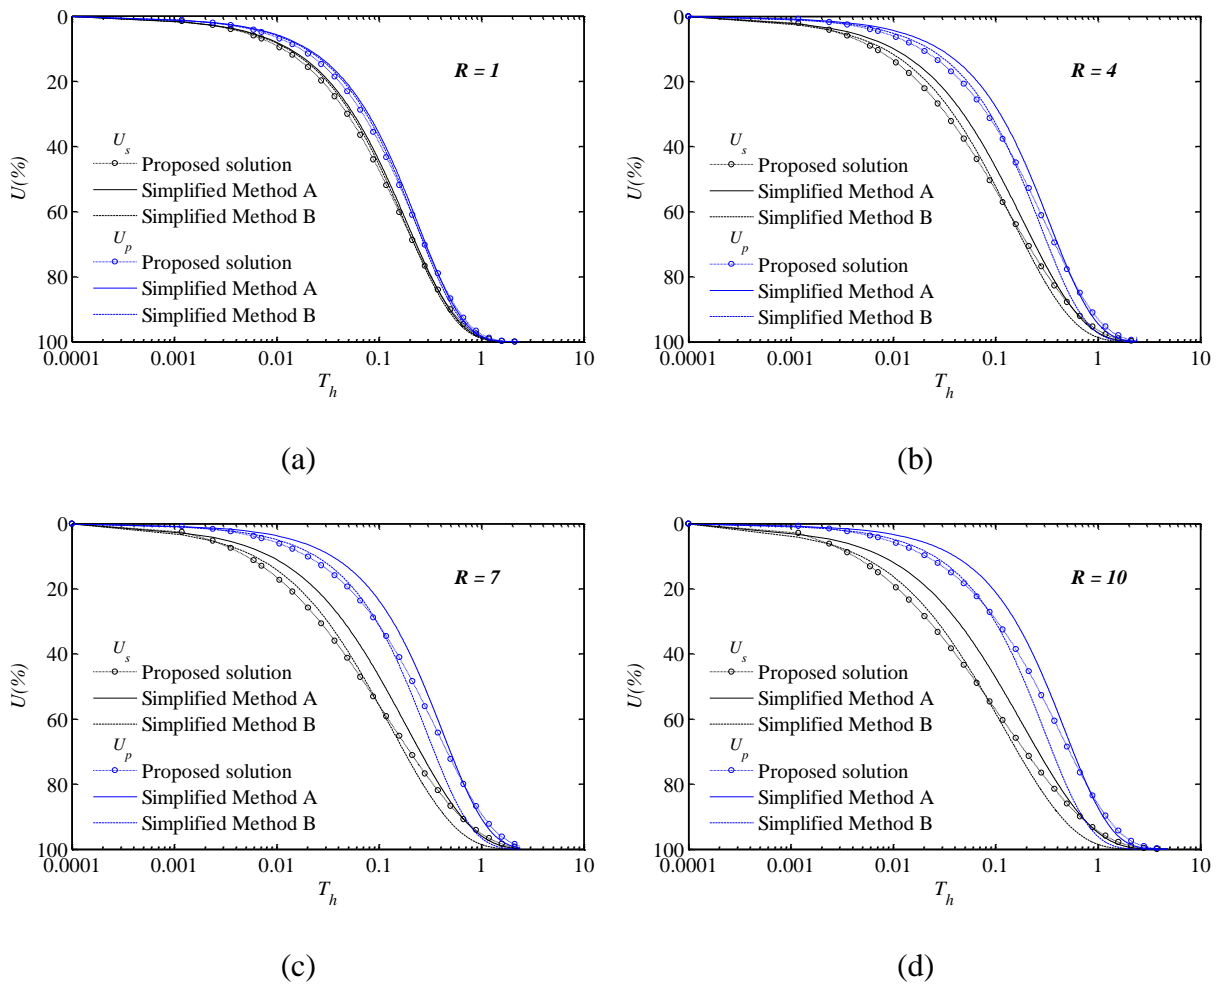 0
20
40
60
80
100
U(%)
R = 1
U_s
Proposed solution
Simplified Method A
Simplified Method B
U_p
Proposed solution
Simplified Method A
Simplified Method B
0.0001 0.001 0.01 0.1 1 10
T_h
(a)
0
20
40
60
80
100
U(%)
R = 4
U_s
Proposed solution
Simplified Method A
Simplified Method B
U_p
Proposed solution
Simplified Method A
Simplified Method B
0.0001 0.001 0.01 0.1 1 10
T_h
(b)
0
20
40
60
80
100
U(%)
R = 7
U_s
Proposed solution
Simplified Method A
Simplified Method B
U_p
Proposed solution
Simplified Method A
Simplified Method B
0.0001 0.001 0.01 0.1 1 10
T_h
(c)
0
20
40
60
80
100
U(%)
R = 10
U_s
Proposed solution
Simplified Method A
Simplified Method B
U_p
Proposed solution
Simplified Method A
Simplified Method B
0.0001 0.001 0.01 0.1 1 10
T_h
(d)